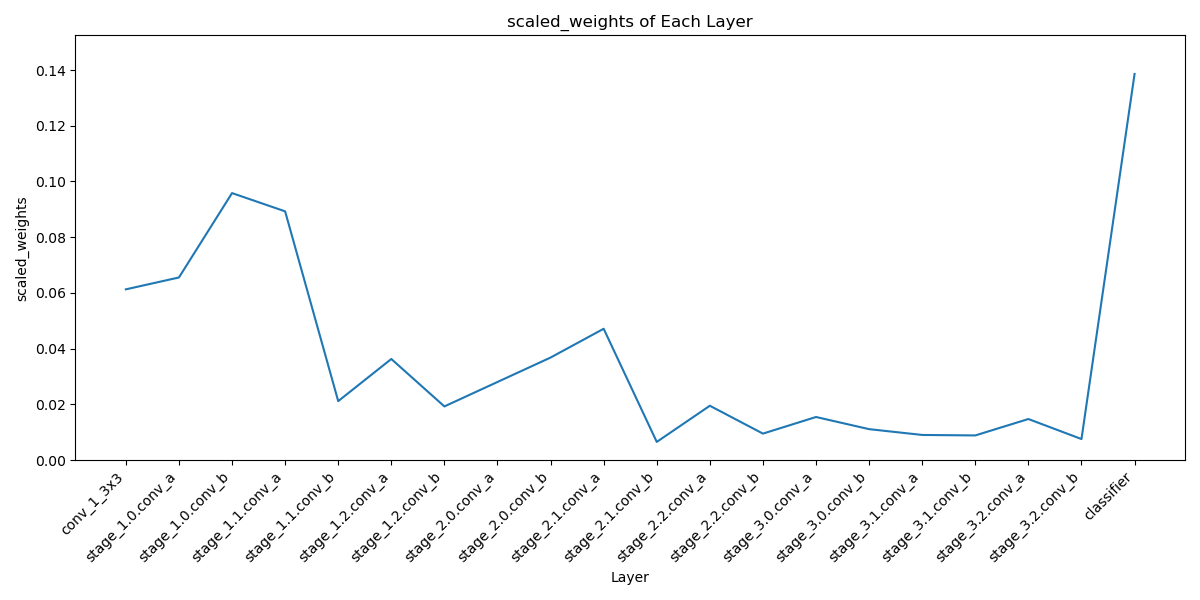 scaled_weights of Each Layer
scaled_weights
0.14
0.12
0.10
0.08
0.06
0.04
0.02
0.00
conv_1_3x3
stage_1.0.conv_a
stage_1.0.conv_b
stage_1.1.conv_a
stage_1.1.conv_b
stage_1.2.conv_a
stage_1.2.conv_b
stage_2.0.conv_a
stage_2.0.conv_b
stage_2.1.conv_a
stage_2.1.conv_b
stage_2.2.conv_a
stage_2.2.conv_b
stage_3.0.conv_a
stage_3.0.conv_b
stage_3.1.conv_a
stage_3.1.conv_b
stage_3.2.conv_a
stage_3.2.conv_b
classifier
Layer